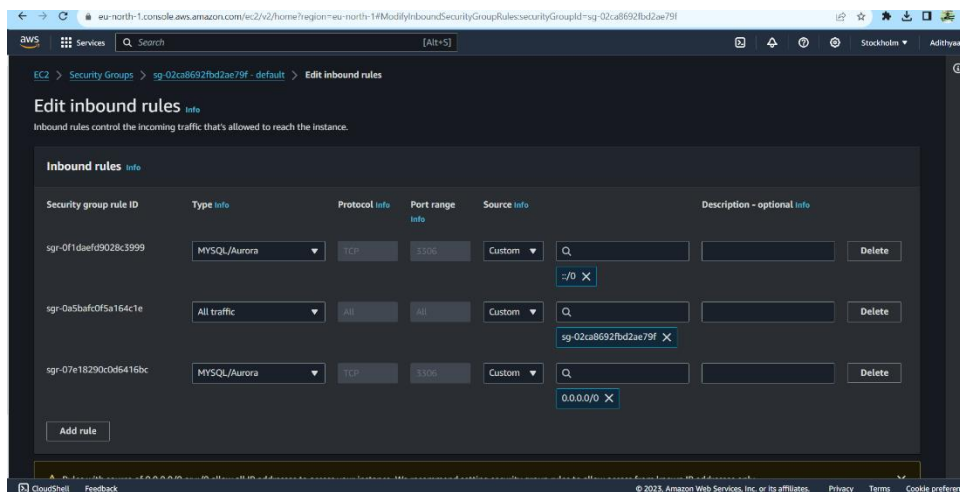 eu-north-1.console.aws.amazon.com/ec2/v2/home?region=eu-north-1#ModifyInboundSecurityGroupRules:securityGroupId=sg-02ca8692fbd2ae79f
aws Services Search [Alt+S] Stockholm Adithyaa
EC2 > Security Groups > sg-02ca8692fbd2ae79f - default > Edit inbound rules
Edit inbound rules Info
Inbound rules control the incoming traffic that's allowed to reach the instance.
Inbound rules Info
Security group rule ID Type Info Protocol Info Port range Info Source Info Description - optional Info
sgr-0f1daefd9028c3999 MYSQL/Aurora TCP 3306 Custom Delete
::/0
sgr-0a5bafc0f5a164c1e All traffic All All Custom Delete
sg-02ca8692fbd2ae79f
sgr-07e18290c0d6416bc MYSQL/Aurora TCP 3306 Custom Delete
0.0.0.0/0
Add rule
CloudShell Feedback © 2023, Amazon Web Services, Inc. or its affiliates. Privacy Terms Cookie preferen